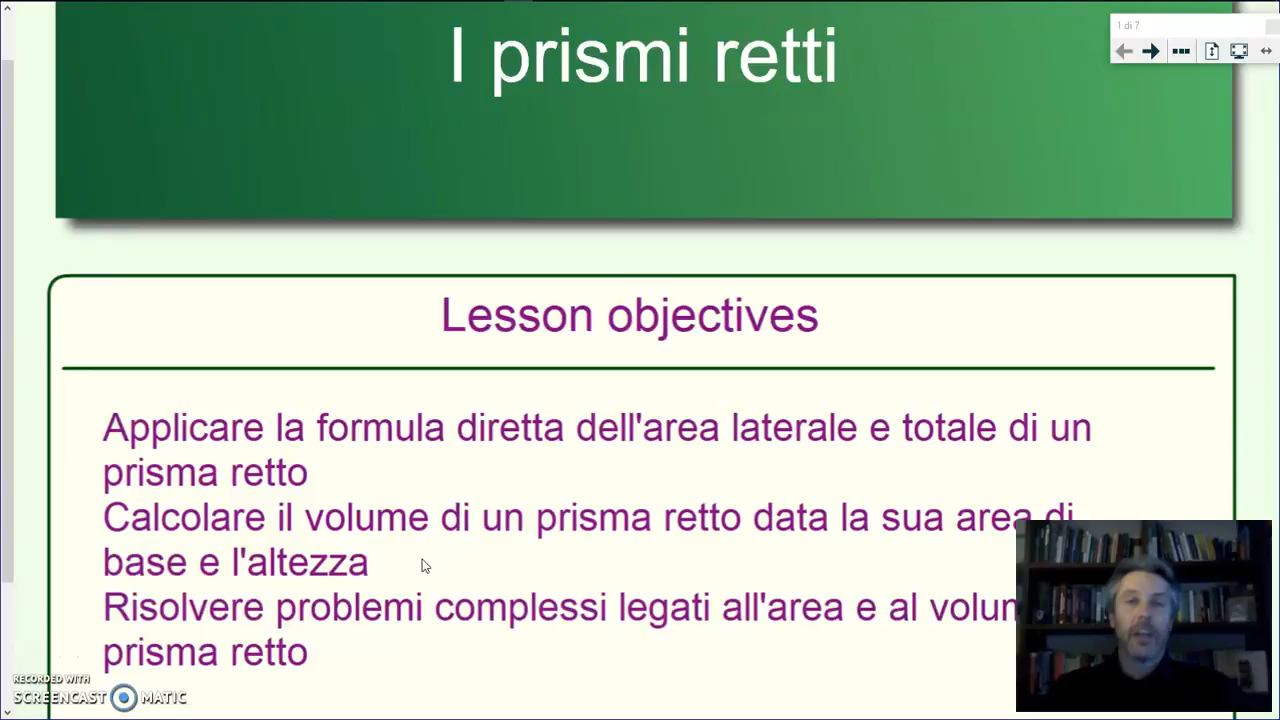 I prismi retti
1 di 7
Lesson objectives
Applicare la formula diretta dell'area laterale e totale di un
prisma retto
Calcolare il volume di un prisma retto data la sua area di
base e l'altezza
Risolvere problemi complessi legati all'area e al
prisma retto
RECORDED WITH
SCREENCAST MATIC